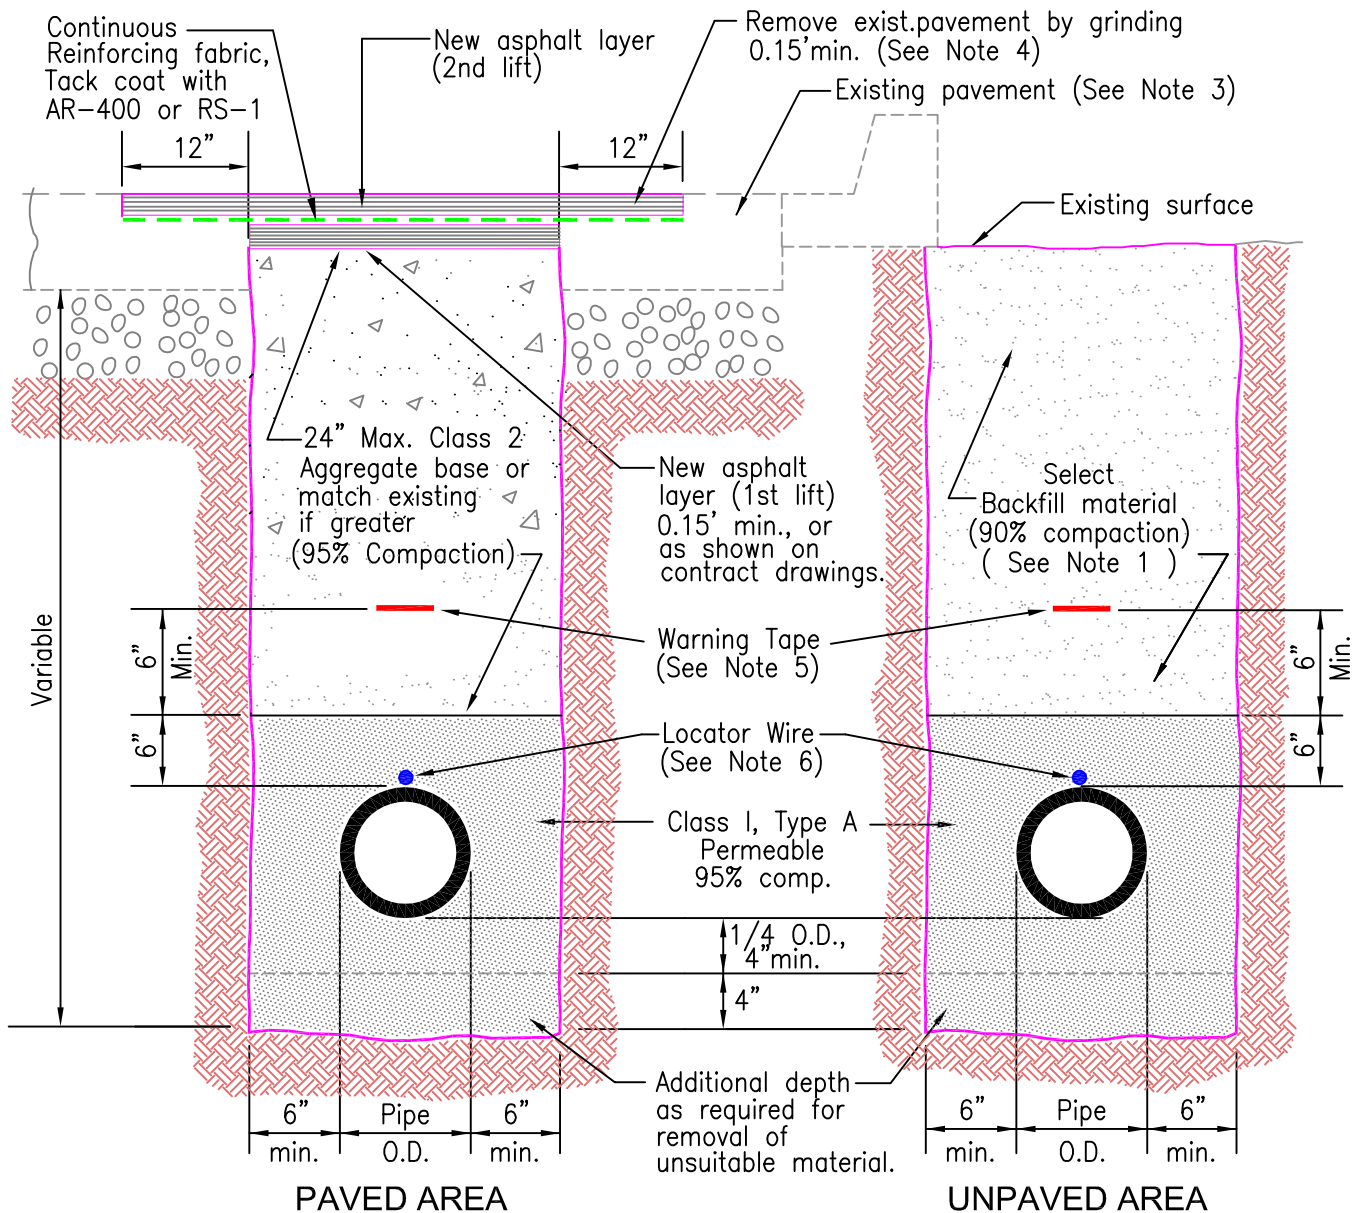 Continuous
Reinforcing fabric,
Tack coat with
AR-400 or RS-1
New asphalt layer
(2nd lift)
Remove exist.pavement by grinding
0.15'min. (See Note 4)
Existing pavement (See Note 3)
12"
12"
Existing surface
24" Max. Class 2
Aggregate base or
match existing
if greater
(95% Compaction)
New asphalt
layer (1st lift)
0.15' min., or
as shown on
contract drawings.
Select
Backfill material
(90% compaction)
( See Note 1 )
Variable
6"
Min.
6"
Warning Tape
(See Note 5)
Locator Wire
(See Note 6)
6"
Min.
6"
Class I, Type A
Permeable
95% comp.
1/4 O.D.,
4"min.
4"
Additional depth
as required for
removal of
unsuitable material.
6"
min.
Pipe
O.D.
6"
min.
6"
min.
Pipe
O.D.
6"
min.
PAVED AREA
UNPAVED AREA